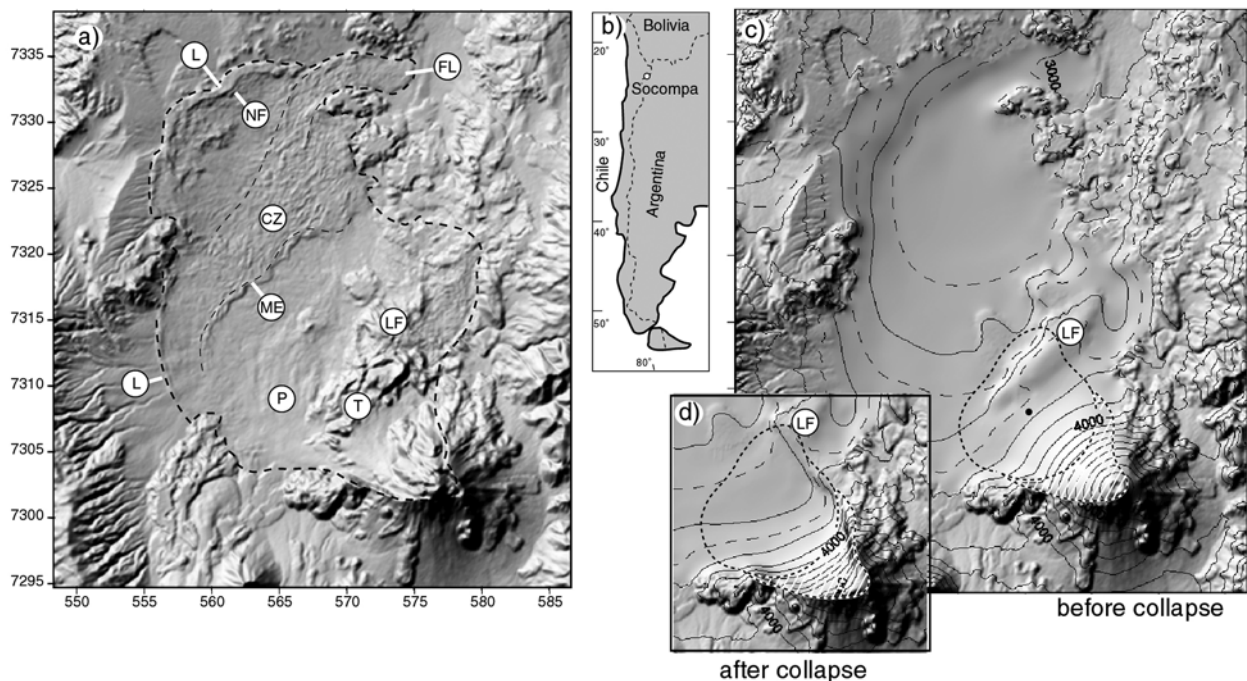 a)
L
FL
NF
CZ
ME
LF
L
P
T
7335
7330
7325
7320
7315
7310
7305
7300
7295
550 555 560 565 570 575 580 585
b)
Bolivia
20°
Socompa
30°
Chile
Argentina
40°
50°
80°
c)
3000
LF
4000
4000
before collapse
d)
LF
4000
4000
after collapse